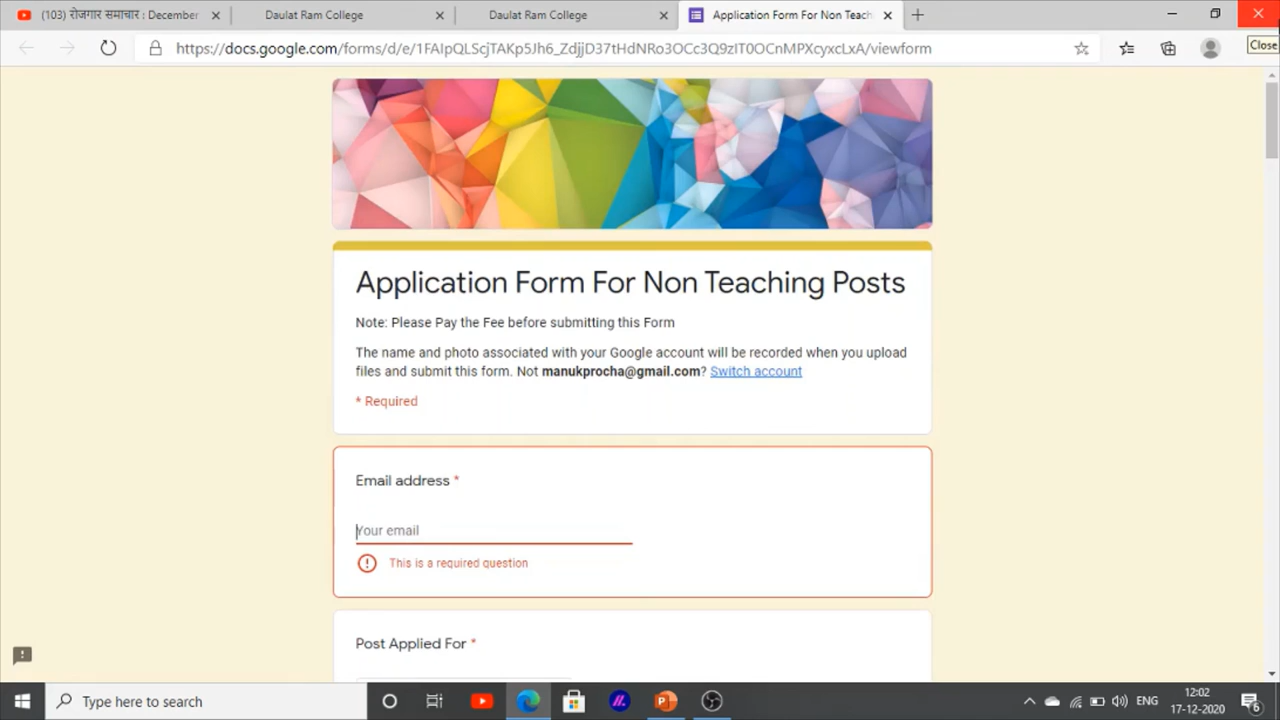 (103) रोजगार समाचार : December
Daulat Ram College
Daulat Ram College
Application Form For Non Teach
https://docs.google.com/forms/d/e/1FAIpQLScjTAKp5Jh6_ZdjjD37tHdNRo3OCc3Q9zIT0OCnMPXcyxcLxA/viewform
Close
Application Form For Non Teaching Posts
Note: Please Pay the Fee before submitting this Form
The name and photo associated with your Google account will be recorded when you upload
files and submit this form. Not manukprocha@gmail.com? Switch account
* Required
Email address *
Your email
This is a required question
Post Applied For *
Type here to search
ENG
12:02
17-12-2020
6